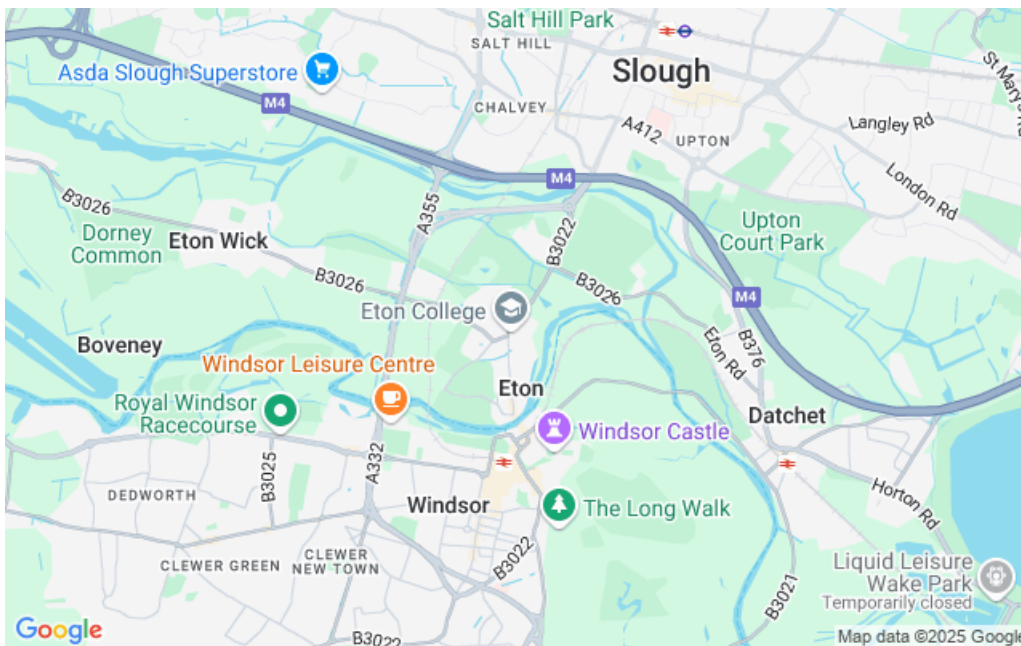 Salt Hill Park
SALT HILL
Slough
Asda Slough Superstore
M4
CHALVEY
A412
UPTON
Langley Rd
St Mary's
London Rd
M4
B3026
Dorney
Common
Eton Wick
A355
B3022
Upton
Court Park
B3026
B3026
M4
Eton College
Boveney
Eton Rd
B376
Windsor Leisure Centre
Eton
Royal Windsor
Racecourse
Datchet
Windsor Castle
A332
B3025
DEDWORTH
Windsor
The Long Walk
Horton Rd
CLEWER GREEN
CLEWER
NEW TOWN
B3022
B3021
Liquid Leisure
Wake Park
Temporarily closed
Google
B3022
Map data ©2025 Google